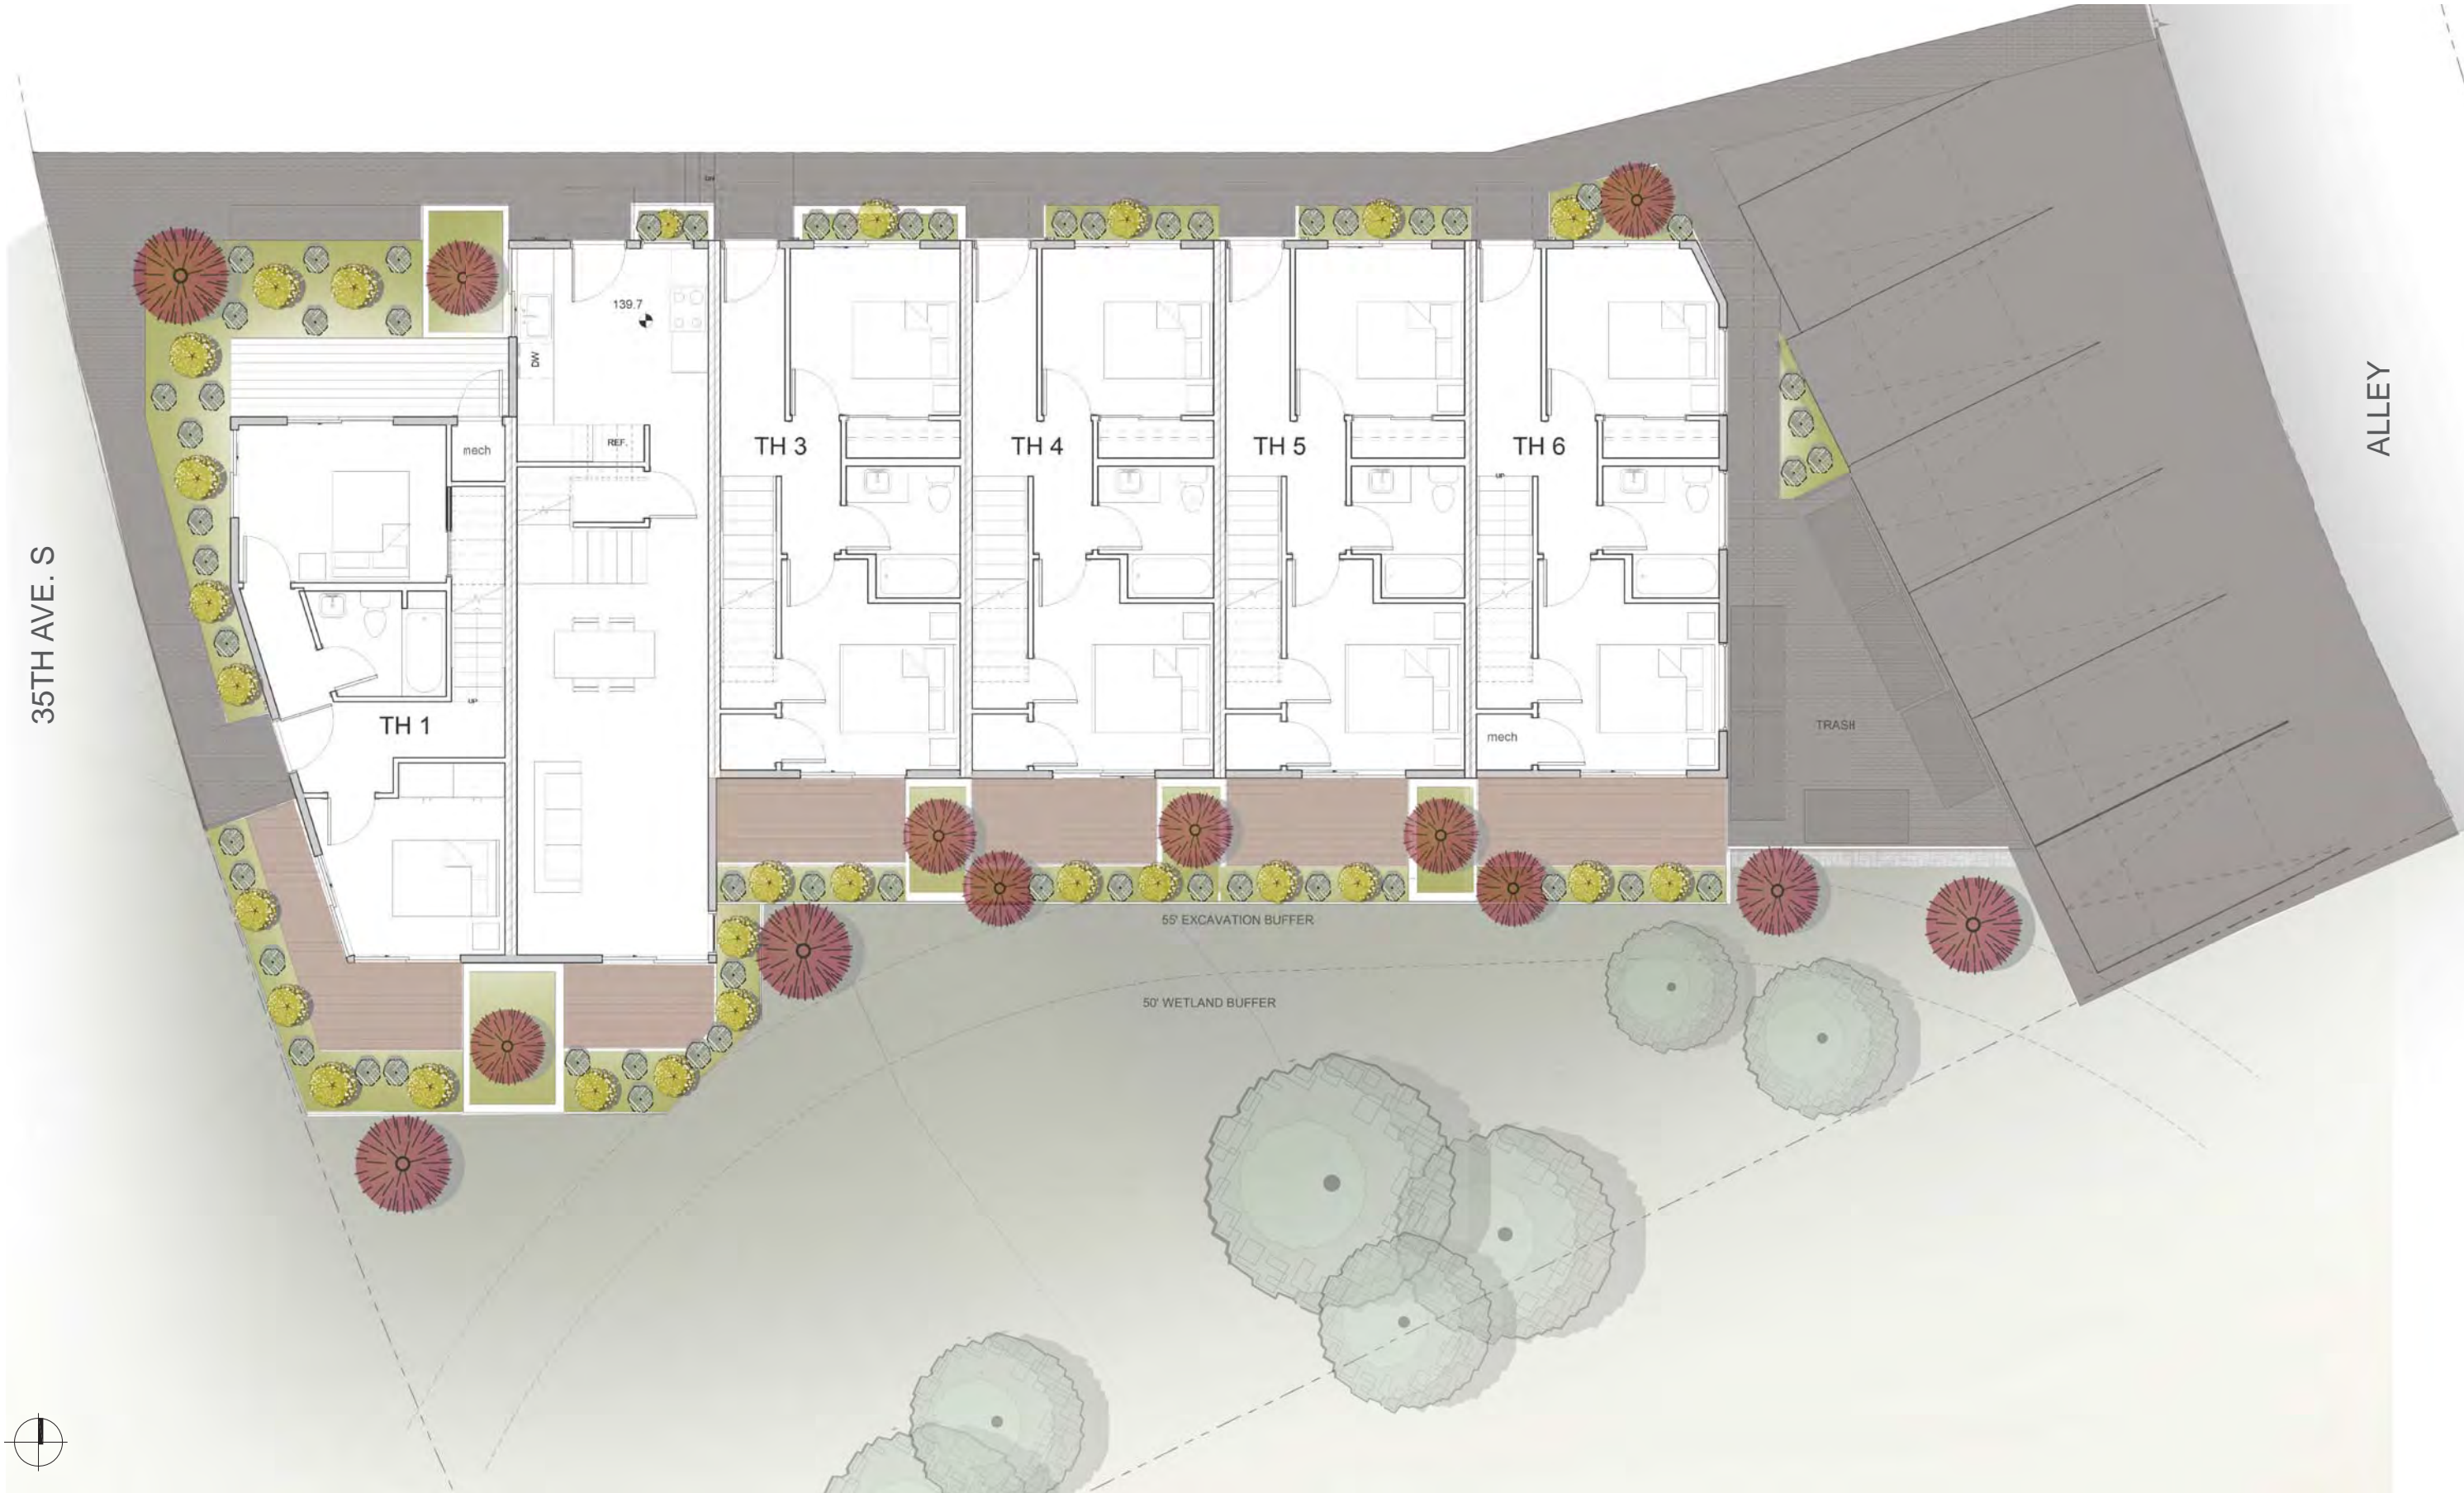 139.7
DW
REF.
mech
TH 3
TH 4
TH 5
TH 6
UP
35TH AVE. S
ALLEY
UP
TH 1
mech
TRASH
55' EXCAVATION BUFFER
50' WETLAND BUFFER